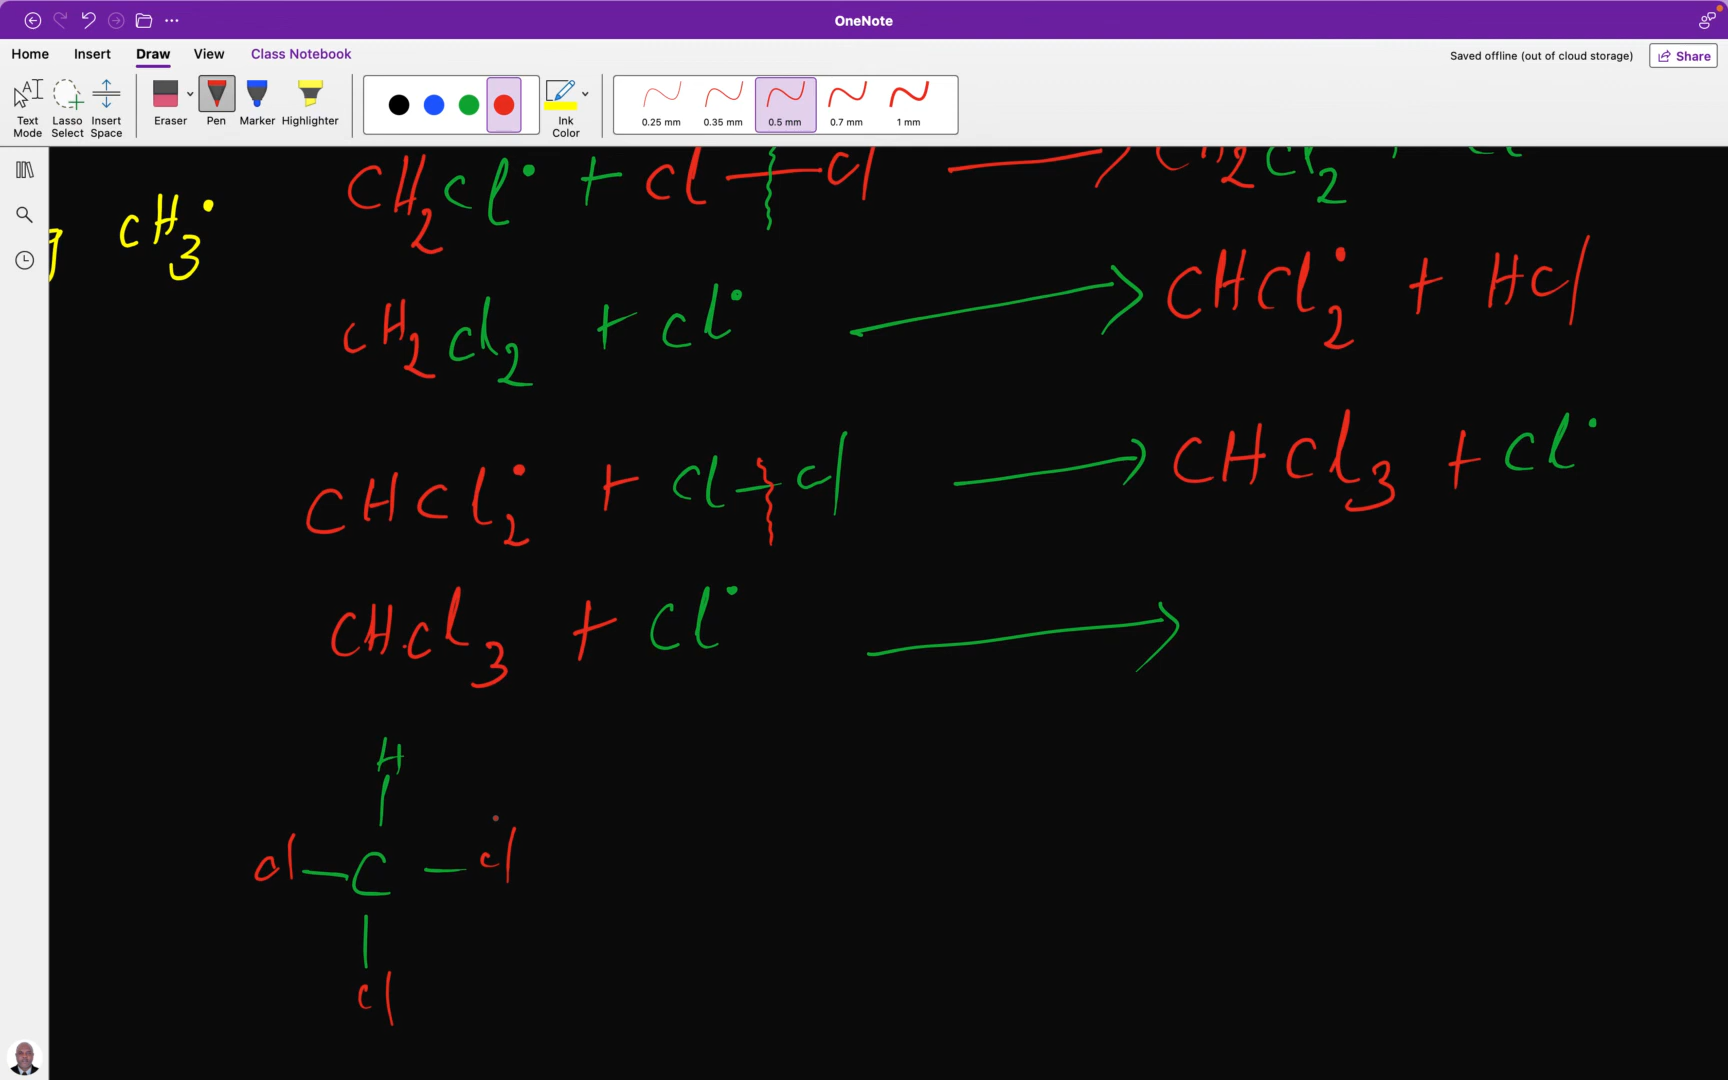 OneNote
Home Insert Draw View Class Notebook
Saved offline (out of cloud storage) Share
Text Mode
Lasso Select
Insert Space
Eraser
Pen
Marker
Highlighter
Ink Color
0.25 mm
0.35 mm
0.5 mm
0.7 mm
1 mm
CH₂Cl• + Cl—Cl → CH₂Cl₂ + Cl
CH₃•
CH₂Cl₂ + Cl• → CHCl₂• + HCl
CHCl₂• + Cl—Cl → CHCl₃ + Cl•
CHCl₃ + Cl• →
H
Cl—C—Cl
Cl